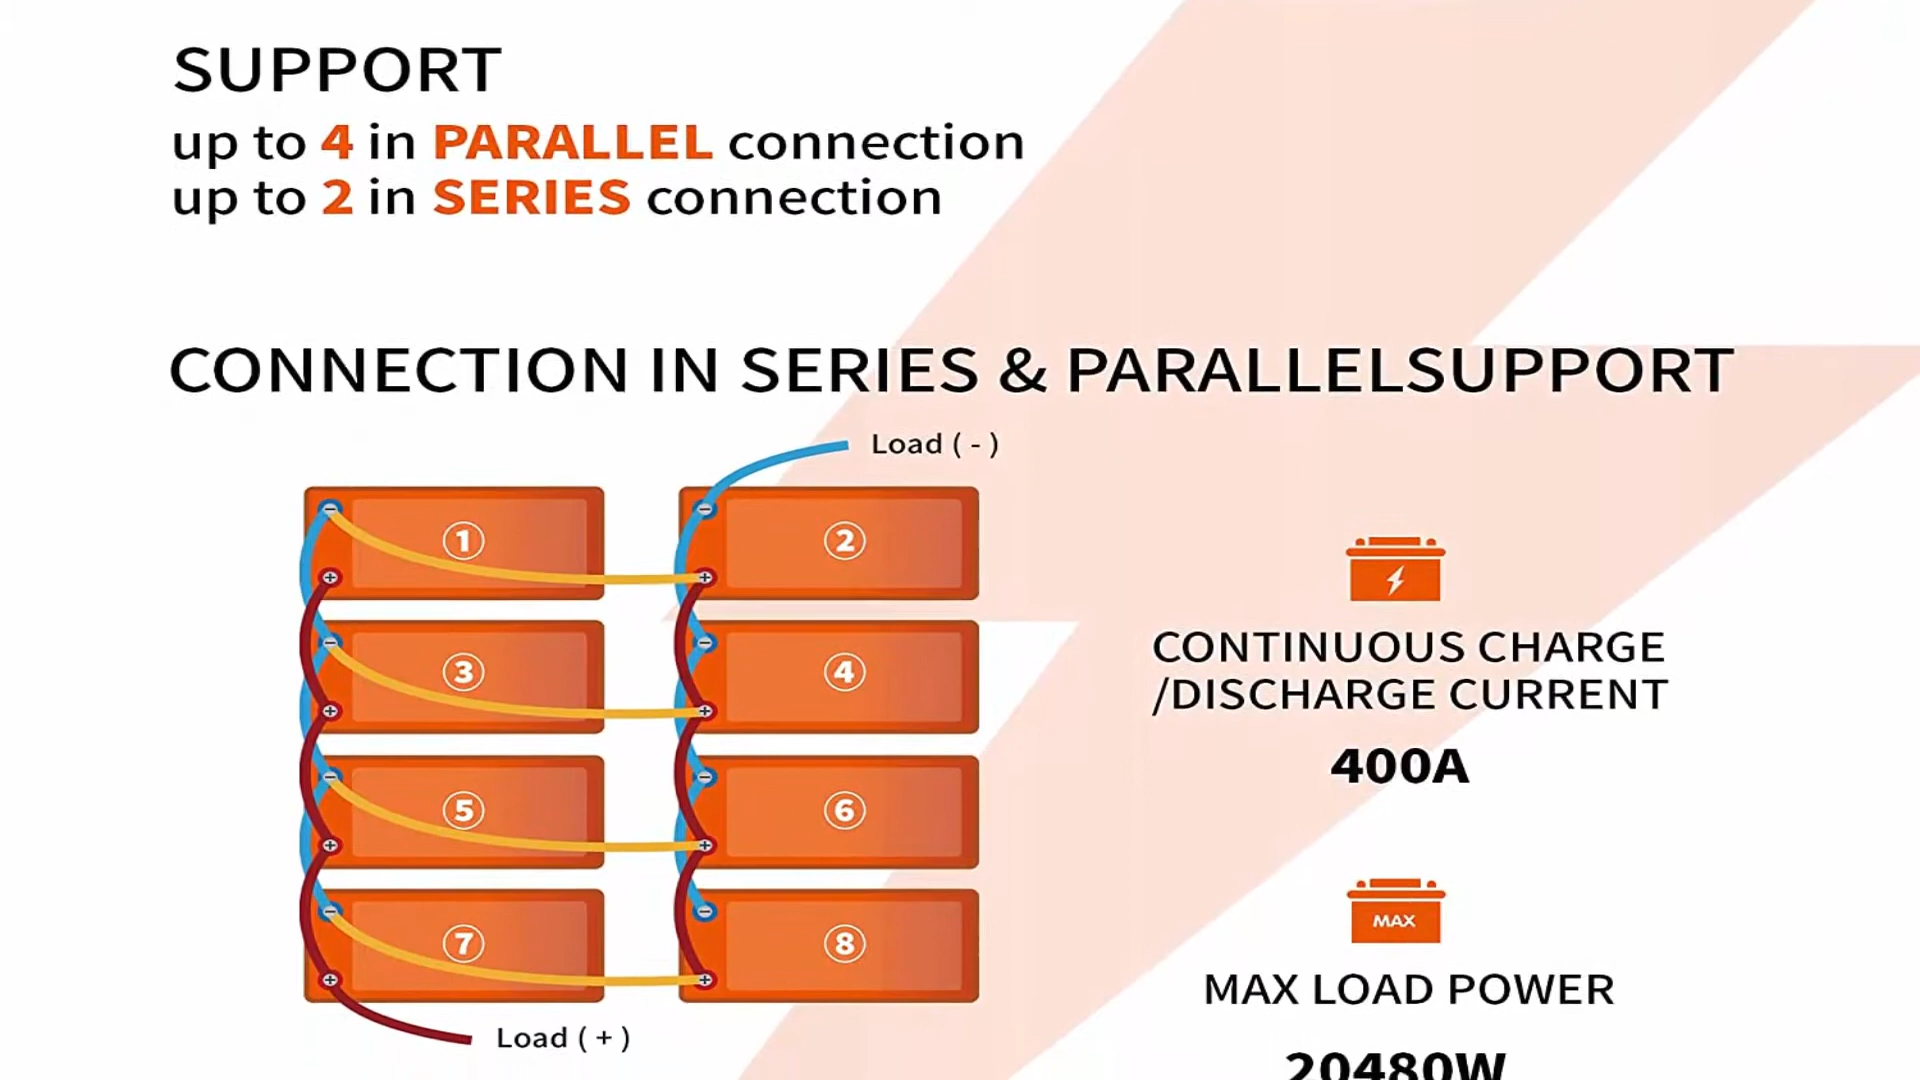 SUPPORT
up to 4 in PARALLEL connection
up to 2 in SERIES connection
CONNECTION IN SERIES & PARALLELSUPPORT
Load ( - )
① ②
③ ④
⑤ ⑥
⑦ ⑧
Load ( + )
CONTINUOUS CHARGE
/DISCHARGE CURRENT
400A
MAX
MAX LOAD POWER
20480W